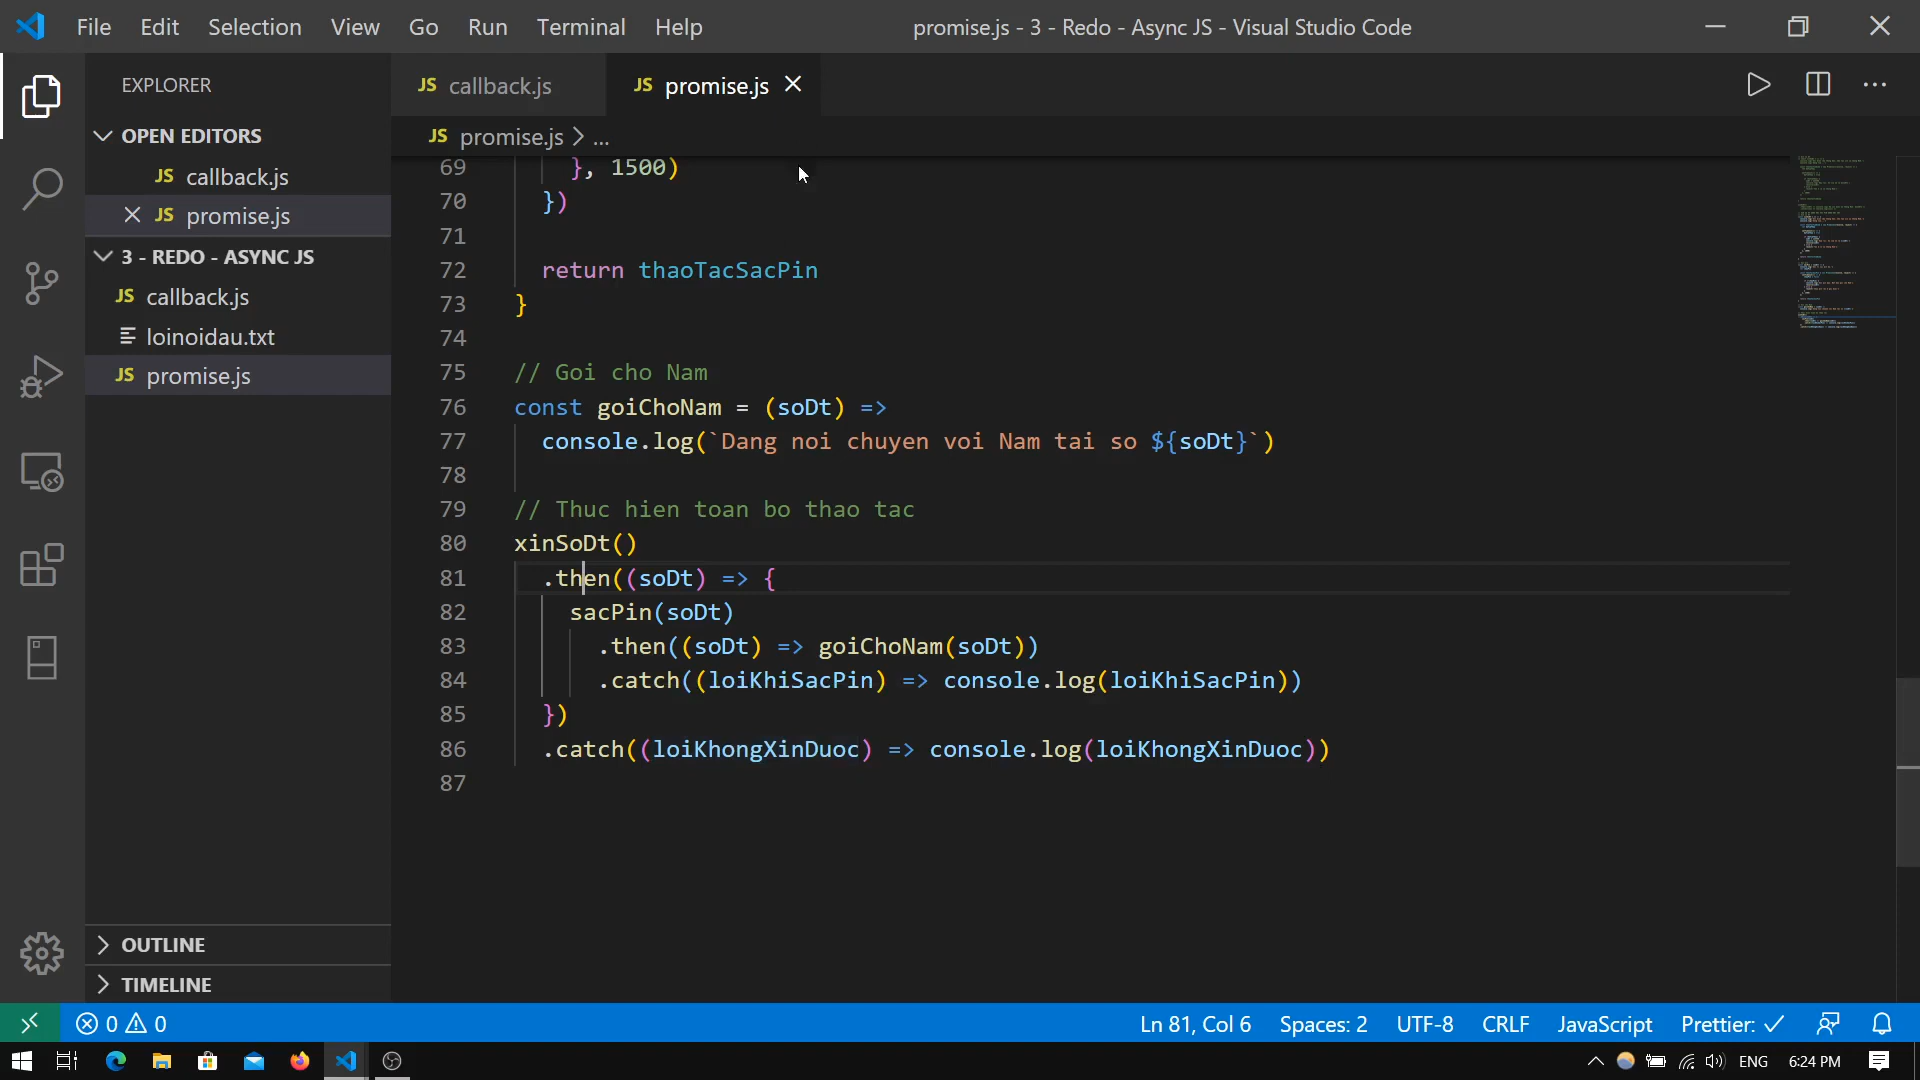 File Edit Selection View Go Run Terminal Help promise.js - 3 - Redo - Async JS - Visual Studio Code
EXPLORER
OPEN EDITORS
JS callback.js
JS promise.js
3 - REDO - ASYNC JS
JS callback.js
loinoidau.txt
JS promise.js
OUTLINE
TIMELINE
JS callback.js JS promise.js
JS promise.js > ...
69 }, 1500)
70 })
71
72 return thaoTacSacPin
73 }
74
75 // Goi cho Nam
76 const goiChoNam = (soDt) =>
77 console.log(`Dang noi chuyen voi Nam tai so ${soDt}`)
78
79 // Thuc hien toan bo thao tac
80 xinSoDt()
81 .then((soDt) => {
82 sacPin(soDt)
83 .then((soDt) => goiChoNam(soDt))
84 .catch((loiKhiSacPin) => console.log(loiKhiSacPin))
85 })
86 .catch((loiKhongXinDuoc) => console.log(loiKhongXinDuoc))
87
0 0 Ln 81, Col 6 Spaces: 2 UTF-8 CRLF JavaScript Prettier: ✓
ENG 6:24 PM